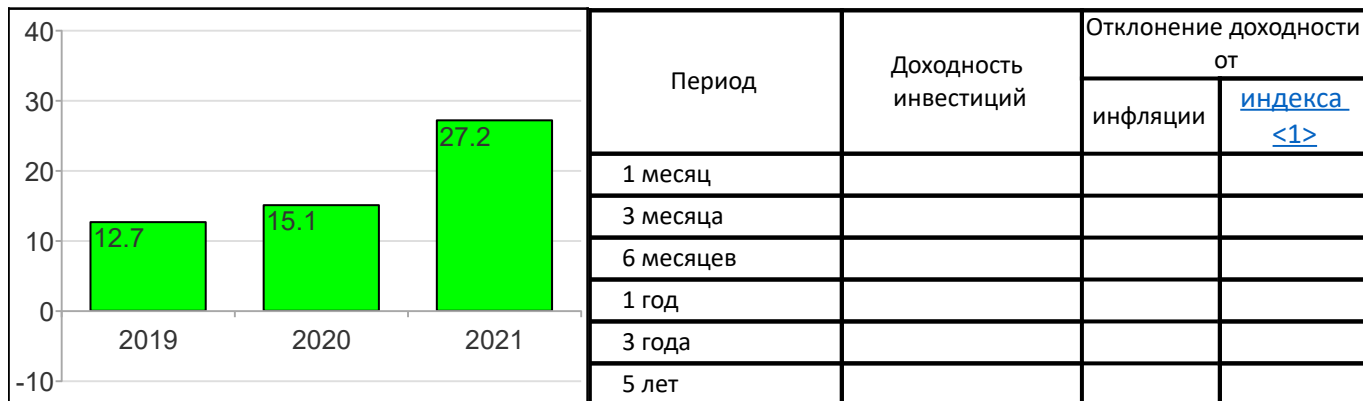 40
30
20
10
0
-10
12.7
15.1
27.2
2019
2020
2021
Период
Доходность
инвестиций
Отклонение доходности
от
инфляции
индекса
<1>
1 месяц
3 месяца
6 месяцев
1 год
3 года
5 лет